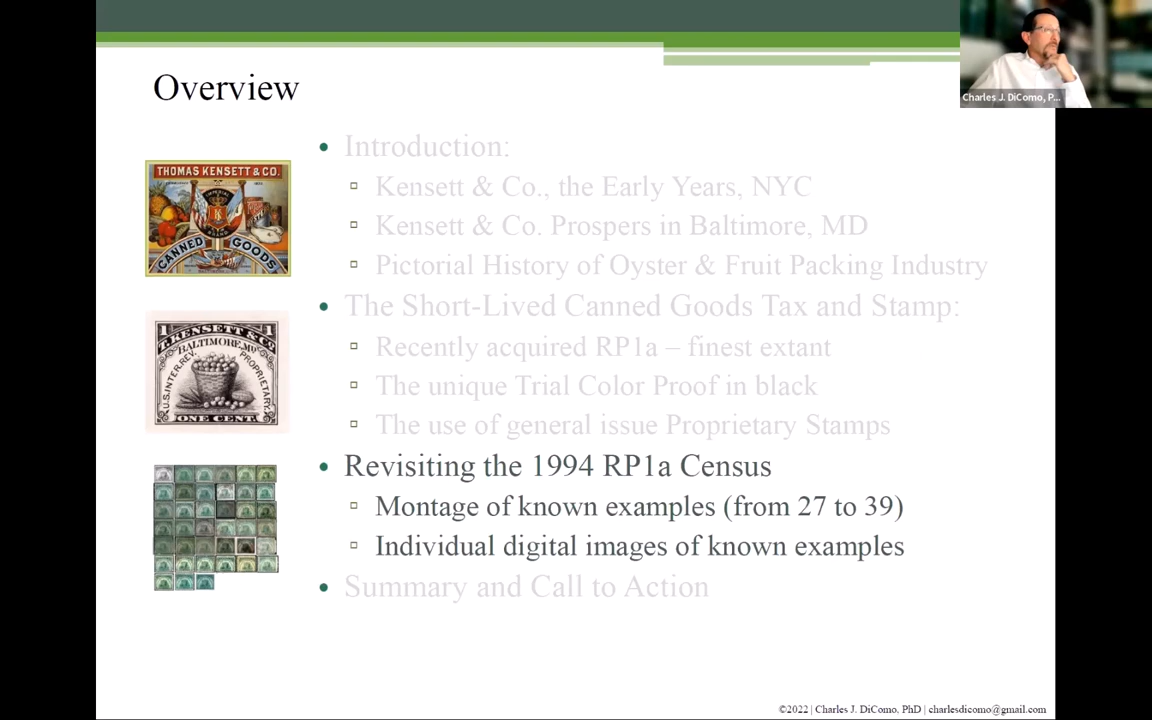 Charles J. DiComo, P...
Overview
THOMAS KENSETT & CO.
CANNED GOODS
1 T. KENSETT & CO. 1
BALTIMORE, MD
U.S. INTER. REV.
PROPRIETARY
ONE CENT
• Introduction:
▫ Kensett & Co., the Early Years, NYC
▫ Kensett & Co. Prospers in Baltimore, MD
▫ Pictorial History of Oyster & Fruit Packing Industry
• The Short-Lived Canned Goods Tax and Stamp:
▫ Recently acquired RP1a – finest extant
▫ The unique Trial Color Proof in black
▫ The use of general issue Proprietary Stamps
• Revisiting the 1994 RP1a Census
▫ Montage of known examples (from 27 to 39)
▫ Individual digital images of known examples
• Summary and Call to Action
©2022 | Charles J. DiComo, PhD | charlesdicomo@gmail.com